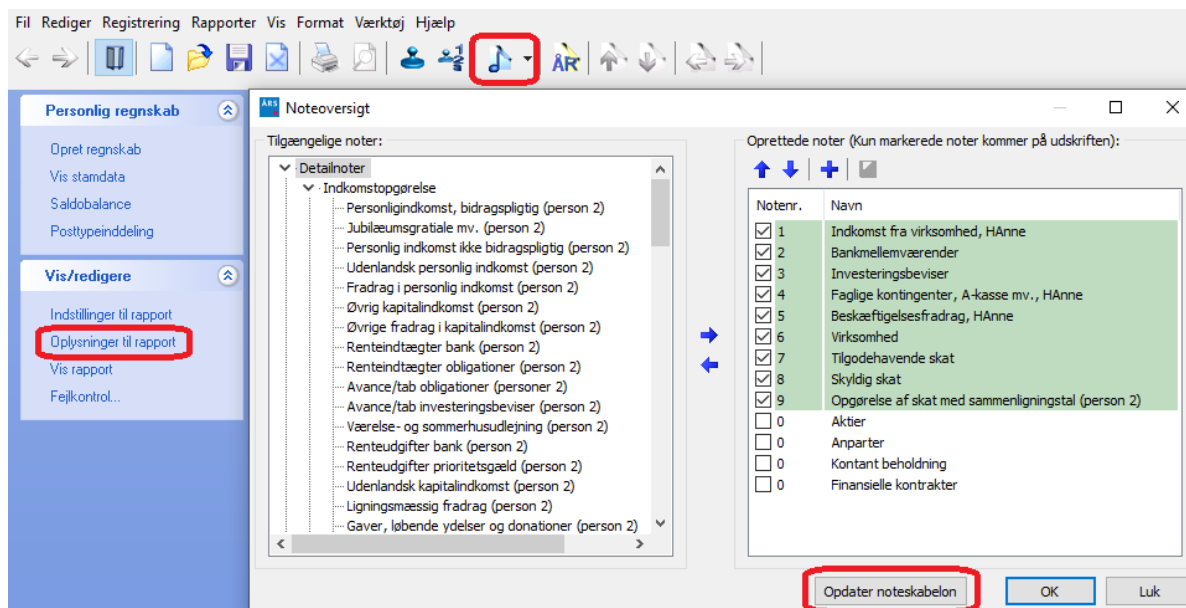 Fil Rediger Registrering Rapporter Vis Format Værktøj Hjælp
ÅR
Personlig regnskab
Opret regnskab
Vis stamdata
Saldobalance
Posttypeinddeling
Vis/redigere
Indstillinger til rapport
Oplysninger til rapport
Vis rapport
Fejlkontrol...
ÅRS Noteoversigt
Tilgængelige noter:
Detailnoter
Indkomstopgørelse
Personligindkomst, bidragspligtig (person 2)
Jubilæumsgratiale mv. (person 2)
Personlig indkomst ikke bidragspligtig (person 2)
Udenlandsk personlig indkomst (person 2)
Fradrag i personlig indkomst (person 2)
Øvrig kapitalindkomst (person 2)
Øvrige fradrag i kapitalindkomst (person 2)
Renteindtægter bank (person 2)
Renteindtægter obligationer (person 2)
Avance/tab obligationer (personer 2)
Avance/tab investeringsbeviser (person 2)
Værelse- og sommerhusudlejning (person 2)
Renteudgifter bank (person 2)
Renteudgifter prioritetsgæld (person 2)
Udenlandsk kapitalindkomst (person 2)
Ligningsmæssig fradrag (person 2)
Gaver, løbende ydelser og donationer (person 2)
Oprettede noter (Kun markerede noter kommer på udskriften):
Notenr. Navn
1 Indkomst fra virksomhed, HAnne
2 Bankmellemværender
3 Investeringsbeviser
4 Faglige kontingenter, A-kasse mv., HAnne
5 Beskæftigelsesfradrag, HAnne
6 Virksomhed
7 Tilgodehavende skat
8 Skyldig skat
9 Opgørelse af skat med sammenligningstal (person 2)
0 Aktier
0 Anparter
0 Kontant beholdning
0 Finansielle kontrakter
Opdater noteskabelon OK Luk